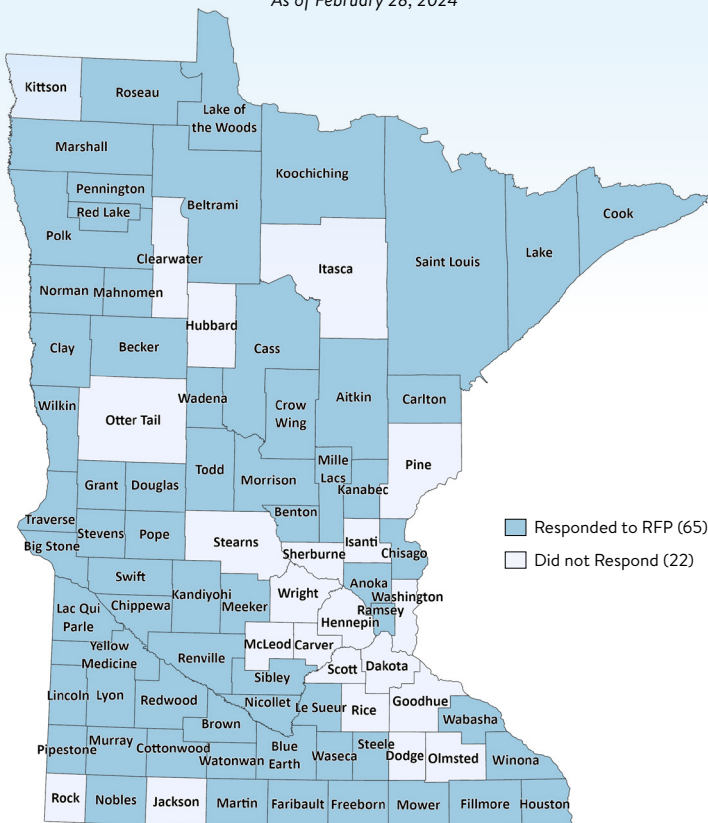 As of February 28, 2024
Kittson
Roseau
Lake of
the Woods
Marshall
Koochiching
Pennington
Beltrami
Red Lake
Cook
Polk
Clearwater
Lake
Saint Louis
Itasca
Norman
Mahnomen
Hubbard
Clay
Becker
Cass
Wadena
Aitkin
Carlton
Wilkin
Crow
Wing
Otter Tail
Mille
Lacs
Pine
Todd
Morrison
Grant
Douglas
Kanabec
Benton
Traverse
Stevens
Pope
Stearns
Isanti
Big Stone
Sherburne
Chisago
Responded to RFP (65)
Did not Respond (22)
Swift
Anoka
Kandiyohi
Wright
Washington
Lac Qui
Parle
Chippewa
Meeker
Ramsey
Hennepin
Yellow
Medicine
McLeod
Carver
Renville
Scott
Dakota
Sibley
Lincoln
Lyon
Redwood
Nicollet
Le Sueur
Rice
Goodhue
Wabasha
Brown
Pipestone
Murray
Cottonwood
Watonwan
Blue
Earth
Waseca
Steele
Dodge
Olmsted
Winona
Rock
Nobles
Jackson
Martin
Faribault
Freeborn
Mower
Fillmore
Houston